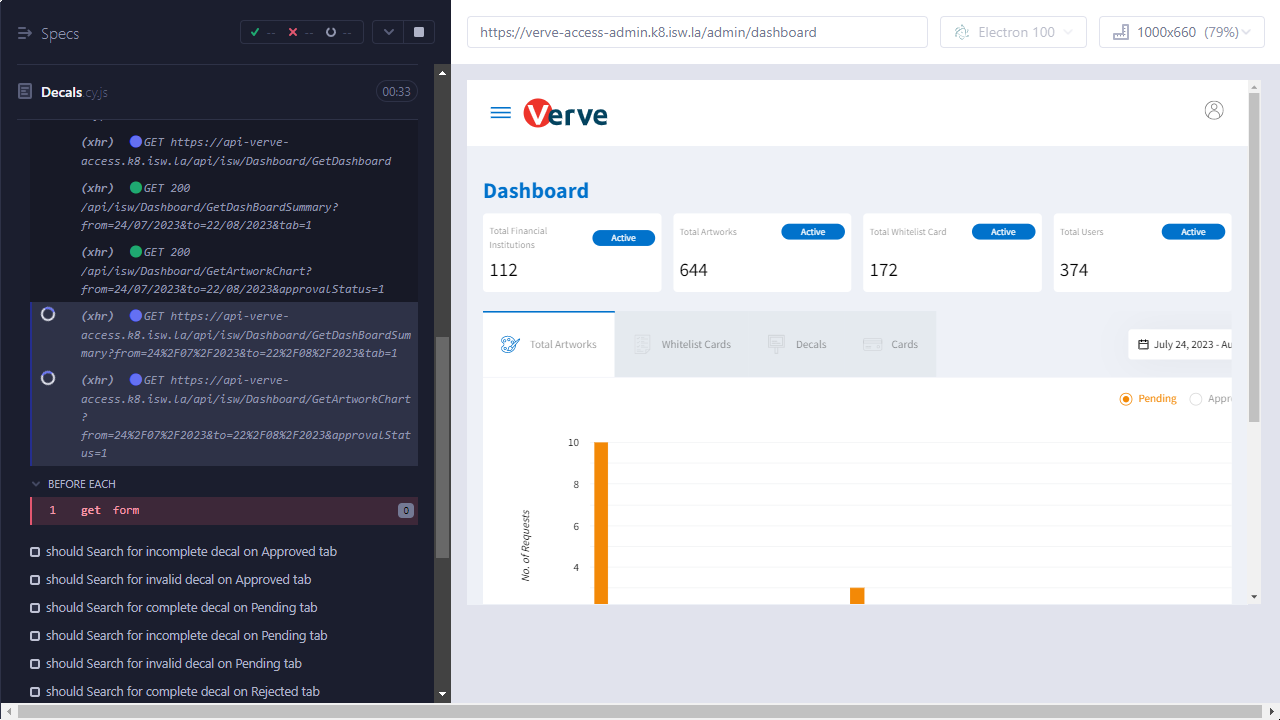 Specs
-- -- --
https://verve-access-admin.k8.isw.la/admin/dashboard
Electron 100
1000x660 (79%)
Decals.cy.js
00:33
(xhr) GET https://api-verve-
access.k8.isw.la/api/isw/Dashboard/GetDashboard
(xhr) GET 200
/api/isw/Dashboard/GetDashBoardSummary?
from=24/07/2023&to=22/08/2023&tab=1
(xhr) GET 200
/api/isw/Dashboard/GetArtworkChart?
from=24/07/2023&to=22/08/2023&approvalStatus=1
(xhr) GET https://api-verve-
access.k8.isw.la/api/isw/Dashboard/GetDashBoardSum
mary?from=24%2F07%2F2023&to=22%2F08%2F2023&tab=1
(xhr) GET https://api-verve-
access.k8.isw.la/api/isw/Dashboard/GetArtworkChart
?
from=24%2F07%2F2023&to=22%2F08%2F2023&approvalStat
us=1
BEFORE EACH
1 get form 0
should Search for incomplete decal on Approved tab
should Search for invalid decal on Approved tab
should Search for complete decal on Pending tab
should Search for incomplete decal on Pending tab
should Search for invalid decal on Pending tab
should Search for complete decal on Rejected tab
Verve
Dashboard
Total Financial
Institutions
Active
112
Total Artworks
Active
644
Total Whitelist Card
Active
172
Total Users
Active
374
Total Artworks
Whitelist Cards
Decals
Cards
July 24, 2023 - Au
Pending
Appro
10
8
6
4
No. of Requests